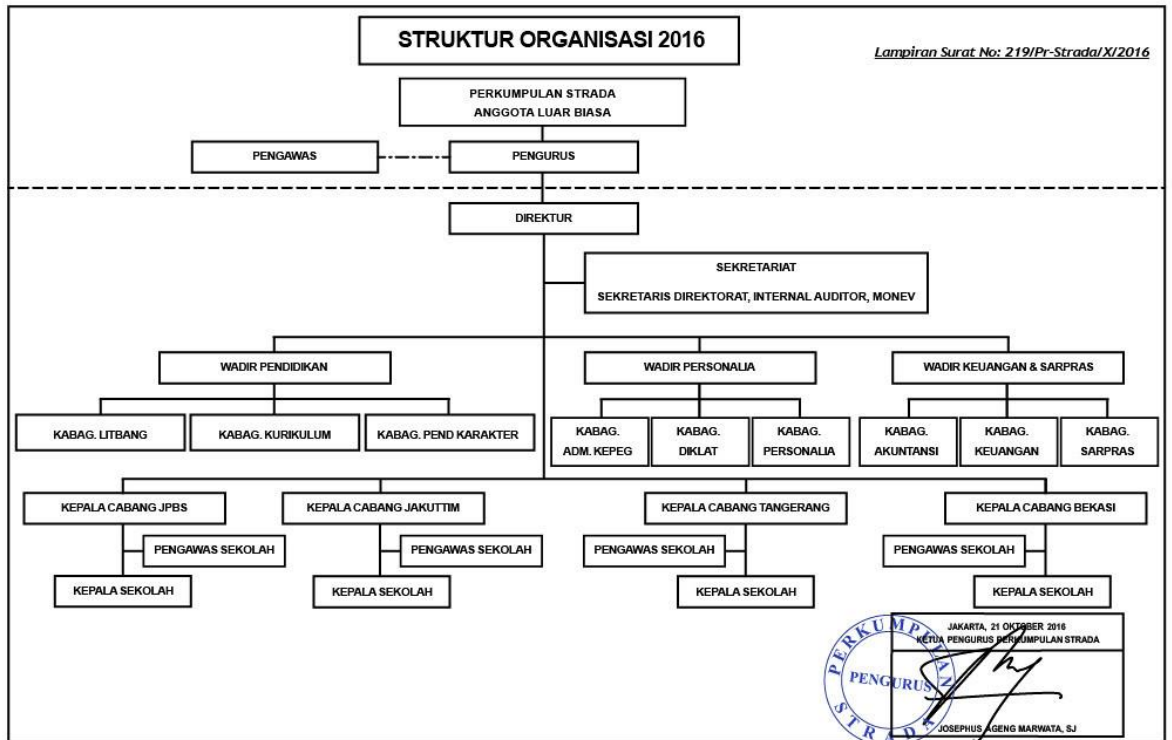 STRUKTUR ORGANISASI 2016
Lampiran Surat No: 219/Pr-Strada/X/2016
PERKUMPULAN STRADA
ANGGOTA LUAR BIASA
PENGAWAS
PENGURUS
DIREKTUR
SEKRETARIAT
SEKRETARIS DIREKTORAT, INTERNAL AUDITOR, MONEV
WADIR PENDIDIKAN
WADIR PERSONALIA
WADIR KEUANGAN & SARPRAS
KABAG. LITBANG
KABAG. KURIKULUM
KABAG. PEND KARAKTER
KABAG.
ADM. KEPEG
KABAG.
DIKLAT
KABAG.
PERSONALIA
KABAG.
AKUNTANSI
KABAG.
KEUANGAN
KABAG.
SARPRAS
KEPALA CABANG JPBS
KEPALA CABANG JAKUTTIM
KEPALA CABANG TANGERANG
KEPALA CABANG BEKASI
PENGAWAS SEKOLAH
PENGAWAS SEKOLAH
PENGAWAS SEKOLAH
PENGAWAS SEKOLAH
KEPALA SEKOLAH
KEPALA SEKOLAH
KEPALA SEKOLAH
KEPALA SEKOLAH
JAKARTA, 21 OKTOBER 2016
KETUA PENGURUS PERKUMPULAN STRADA
PERKUMPULAN
PENGURUS
STRADA
JOSEPHUS AGENG MARWATA, SJ